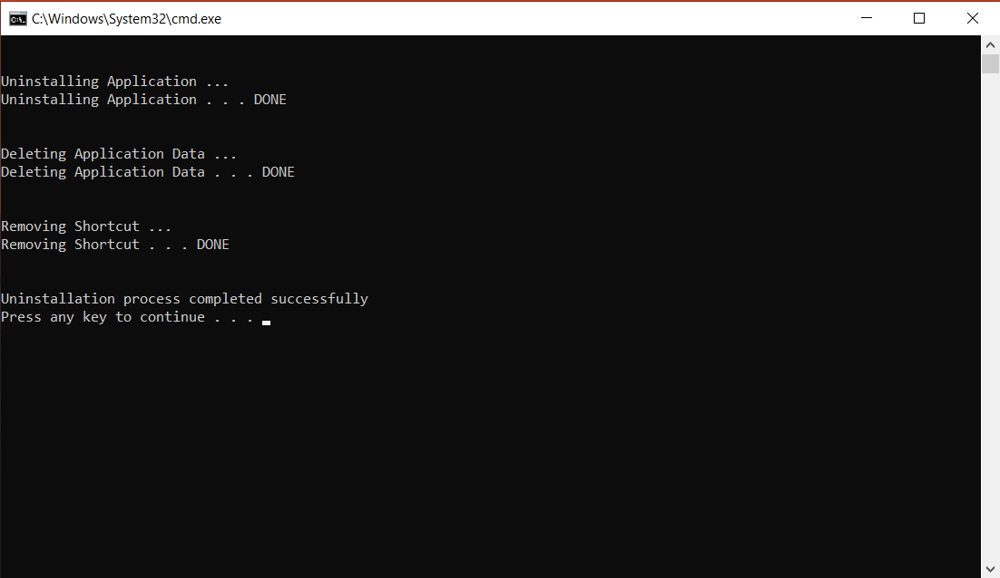 C:\Windows\System32\cmd.exe
Uninstalling Application ...
Uninstalling Application . . . DONE
Deleting Application Data ...
Deleting Application Data . . . DONE
Removing Shortcut ...
Removing Shortcut . . . DONE
Uninstallation process completed successfully
Press any key to continue . . .